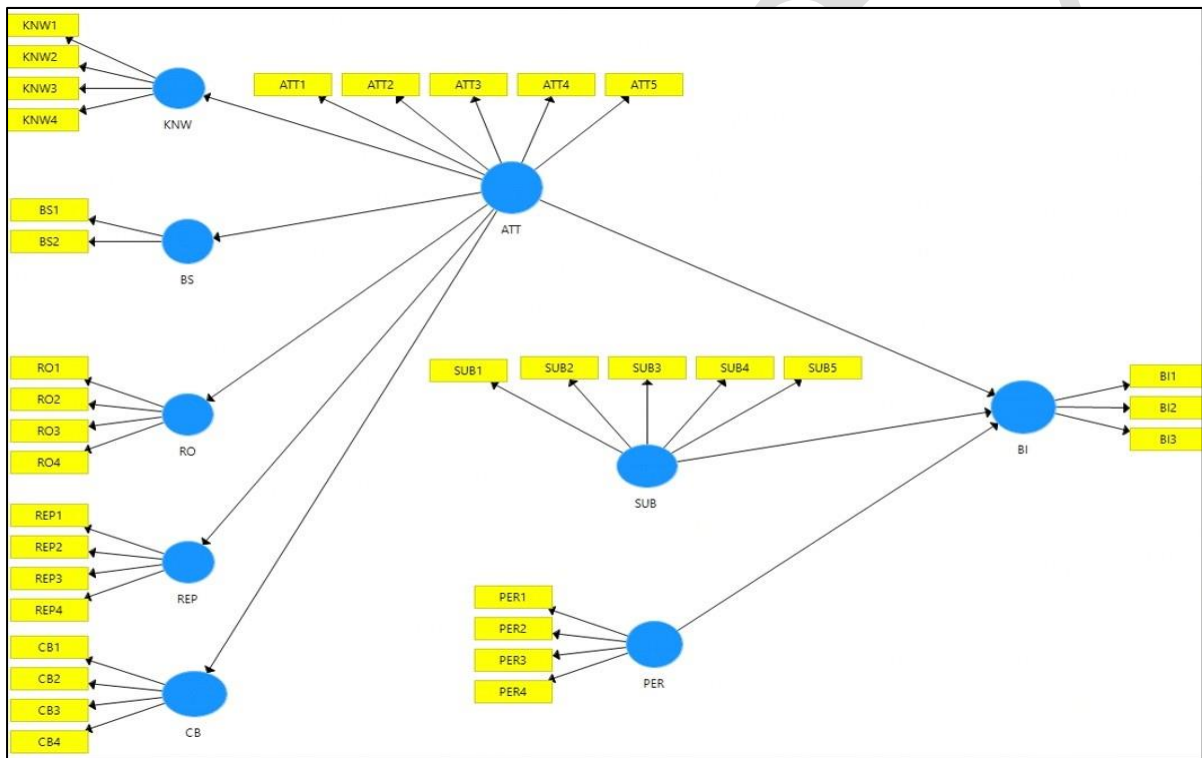 KNW1
KNW2
KNW3
KNW4
KNW
ATT1
ATT2
ATT3
ATT4
ATT5
ATT
BS1
BS2
BS
RO1
RO2
RO3
RO4
RO
SUB1
SUB2
SUB3
SUB4
SUB5
SUB
BI1
BI2
BI3
BI
REP1
REP2
REP3
REP4
REP
PER1
PER2
PER3
PER4
PER
CB1
CB2
CB3
CB4
CB